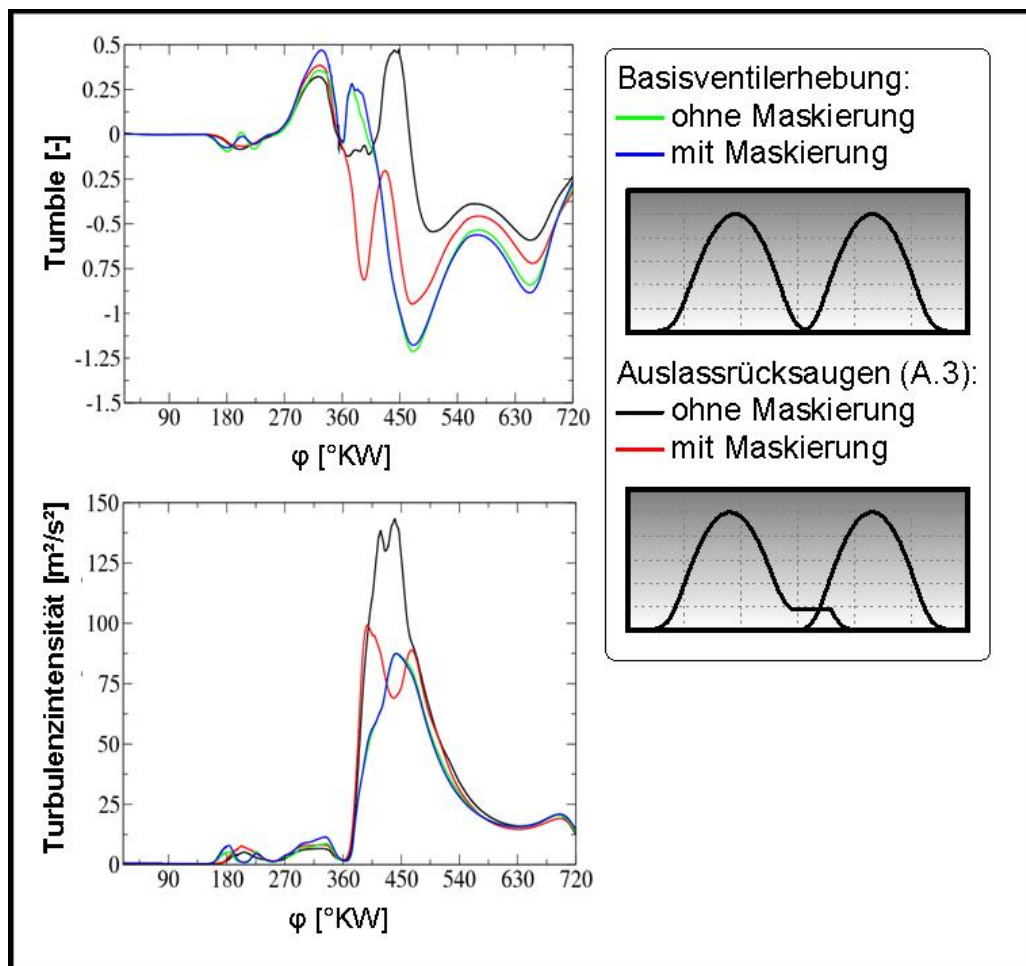 0.5
0.25
0
0.25
-0.5
0.75
-1
-1.25
-1.5
Tumble [-]
90 180 270 360 450 540 630 720
φ [°KW]
150
125
100
75
50
25
0
Turbulenzintensität [m²/s²]
90 180 270 360 450 540 630 720
φ [°KW]
Basisventilerhebung:
ohne Maskierung
mit Maskierung
Auslassrücksaugen (A.3):
ohne Maskierung
mit Maskierung